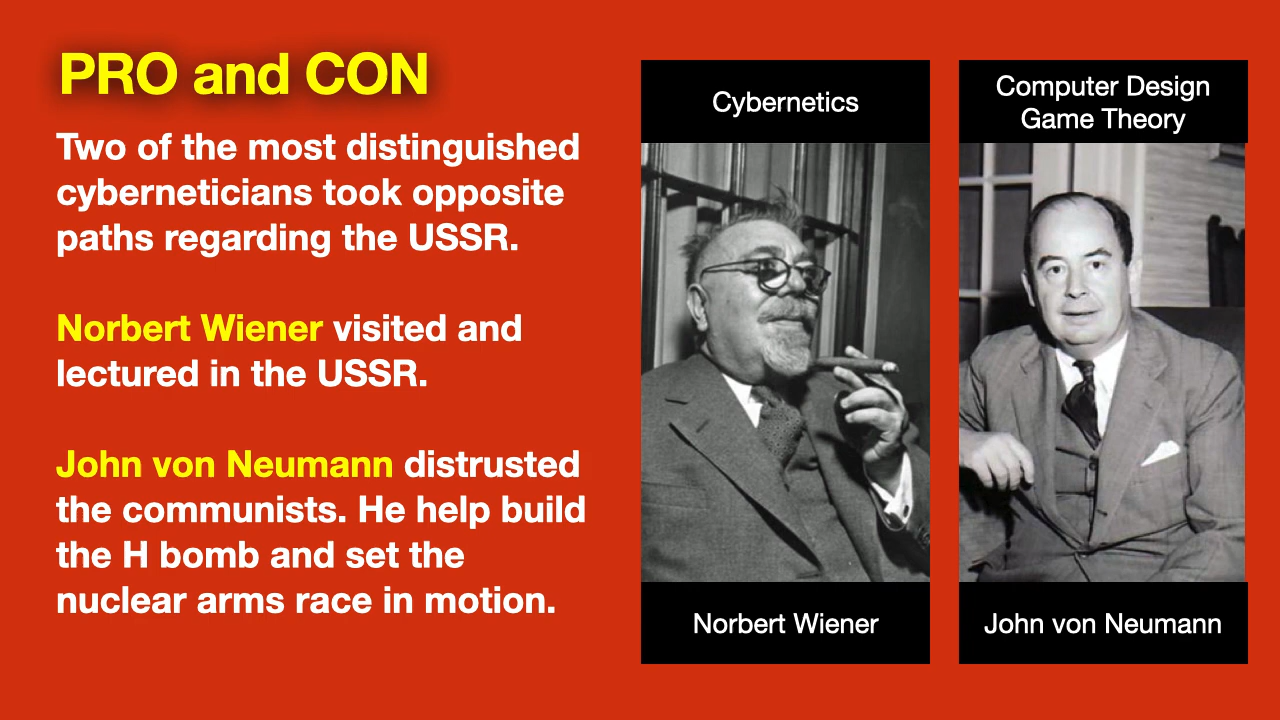 PRO and CON
Two of the most distinguished
cyberneticians took opposite
paths regarding the USSR.
Norbert Wiener visited and
lectured in the USSR.
John von Neumann distrusted
the communists. He help build
the H bomb and set the
nuclear arms race in motion.
Cybernetics
Norbert Wiener
Computer Design
Game Theory
John von Neumann